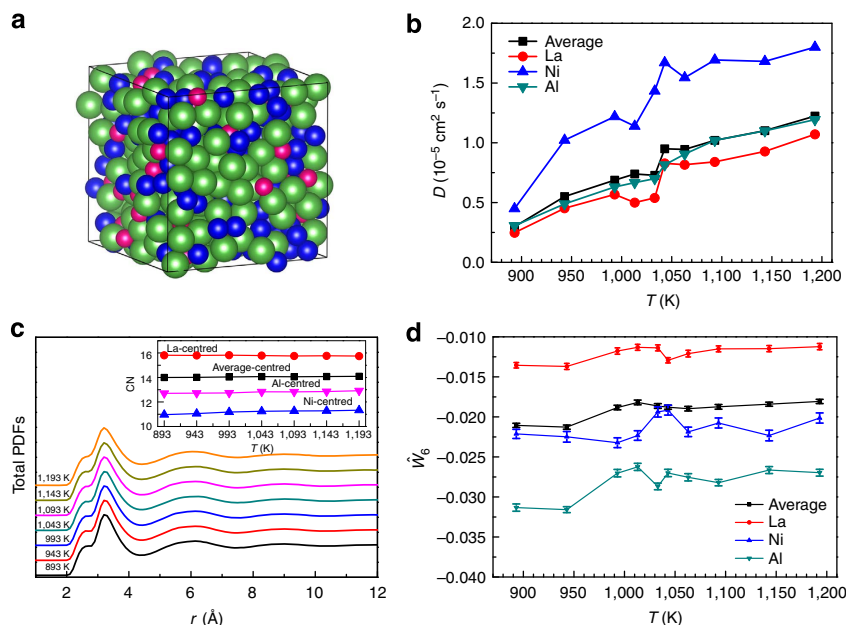 a
b
2.0
1.5
1.0
0.5
0.0
D (10⁻⁵ cm² s⁻¹)
Average
La
Ni
Al
900 950 1,000 1,050 1,100 1,150 1,200
T (K)
c
Total PDFs
CN
16
14
12
10
La-centred
Average-centred
Al-centred
Ni-centred
893 943 993 1,043 1,093 1,143 1,193
T (K)
1,193 K
1,143 K
1,093 K
1,043 K
993 K
943 K
893 K
2 4 6 8 10 12
r (Å)
d
−0.010
−0.015
−0.020
−0.025
−0.030
−0.035
−0.040
Ŵ₆
Average
La
Ni
Al
900 950 1,000 1,050 1,100 1,150 1,200
T (K)